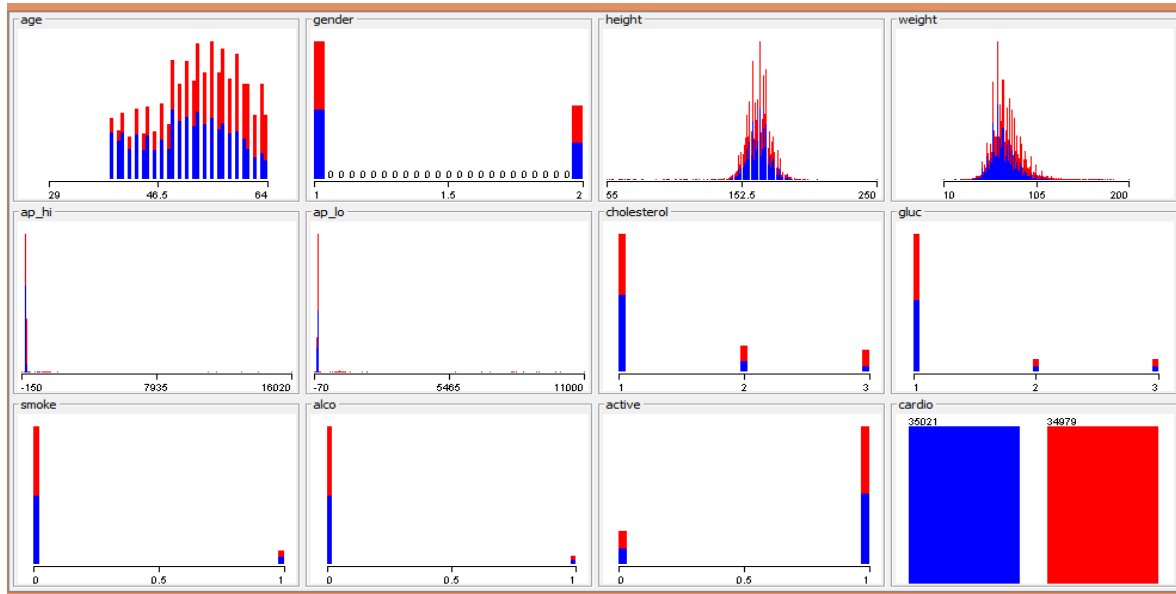 age
29 46.5 64
gender
0 0 0 0 0 0 0 0 0 0 0 0 0 0 0 0 0 0 0 0 0 0 0 0 0 0 0 0
1 1.5 2
height
55 152.5 250
weight
10 105 200
ap_hi
-150 7935 16020
ap_lo
-70 5465 11000
cholesterol
1 2 3
gluc
1 2 3
smoke
0 0.5 1
alco
0 0.5 1
active
0 0.5 1
cardio
35021 34979